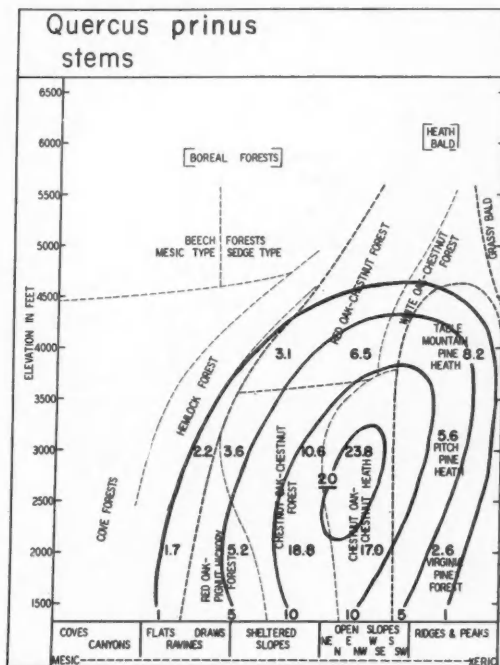 Quercus prinus
stems
6500
6000
5500
5000
4500
4000
3500
3000
2500
2000
1500
ELEVATION IN FEET
[BOREAL FORESTS]
[HEATH
BALD]
BEECH FORESTS
MESIC TYPE SEDGE TYPE
GRASSY BALD
RED OAK-CHESTNUT FOREST
WHITE OAK-CHESTNUT
FOREST
HEMLOCK FOREST
COVE FORESTS
3.1
6.5
TABLE
MOUNTAIN
PINE
HEATH
8.2
2.2
3.6
10.6
23.8
5.6
PITCH
PINE
HEATH
20
CHESTNUT OAK-CHESTNUT
FOREST
CHESTNUT OAK-
CHESTNUT HEATH
1.7
5.2
18.8
17.0
2.6
VIRGINIA
PINE
FOREST
RED OAK-
PIGNUT HICKORY
FOREST
1 5 10 10 5 1
COVES
CANYONS
FLATS DRAWS
RAVINES
SHELTERED
SLOPES
OPEN SLOPES
NE E W S
N NW SE SW
RIDGES & PEAKS
MESIC
XERIC